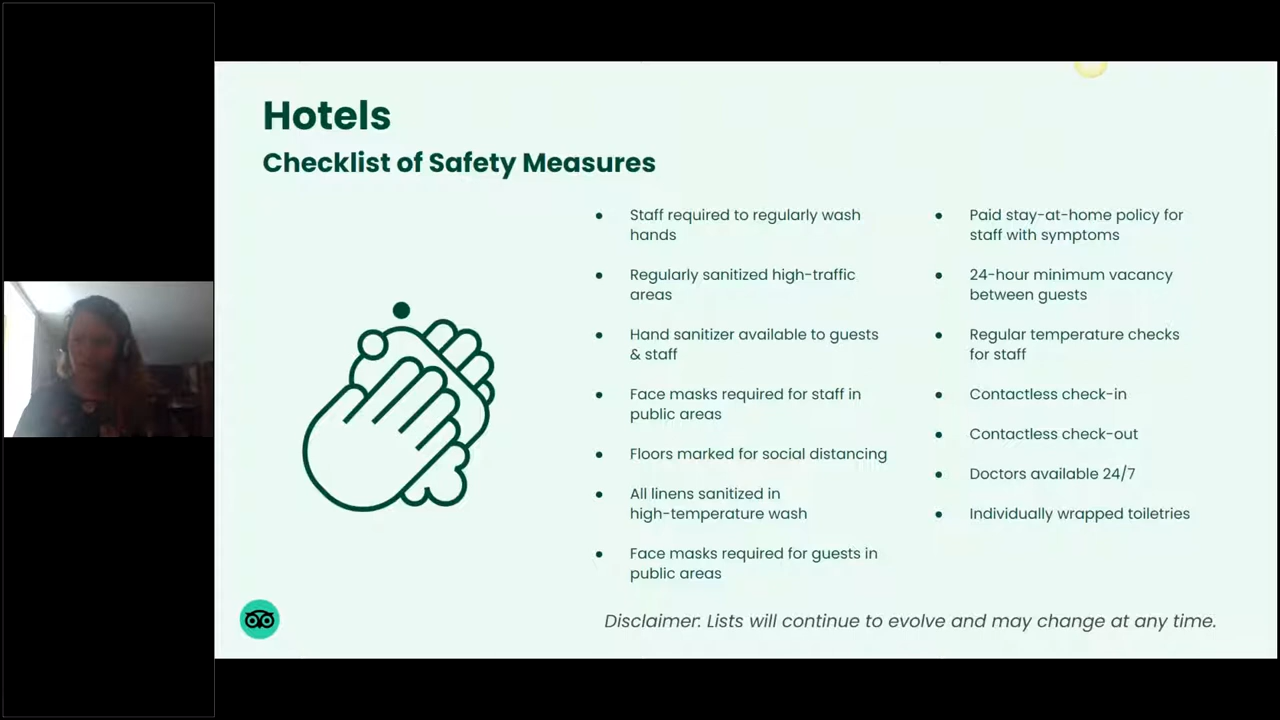 Hotels
Checklist of Safety Measures
Staff required to regularly wash
hands
Regularly sanitized high-traffic
areas
Hand sanitizer available to guests
& staff
Face masks required for staff in
public areas
Floors marked for social distancing
All linens sanitized in
high-temperature wash
Face masks required for guests in
public areas
Paid stay-at-home policy for
staff with symptoms
24-hour minimum vacancy
between guests
Regular temperature checks
for staff
Contactless check-in
Contactless check-out
Doctors available 24/7
Individually wrapped toiletries
Disclaimer: Lists will continue to evolve and may change at any time.